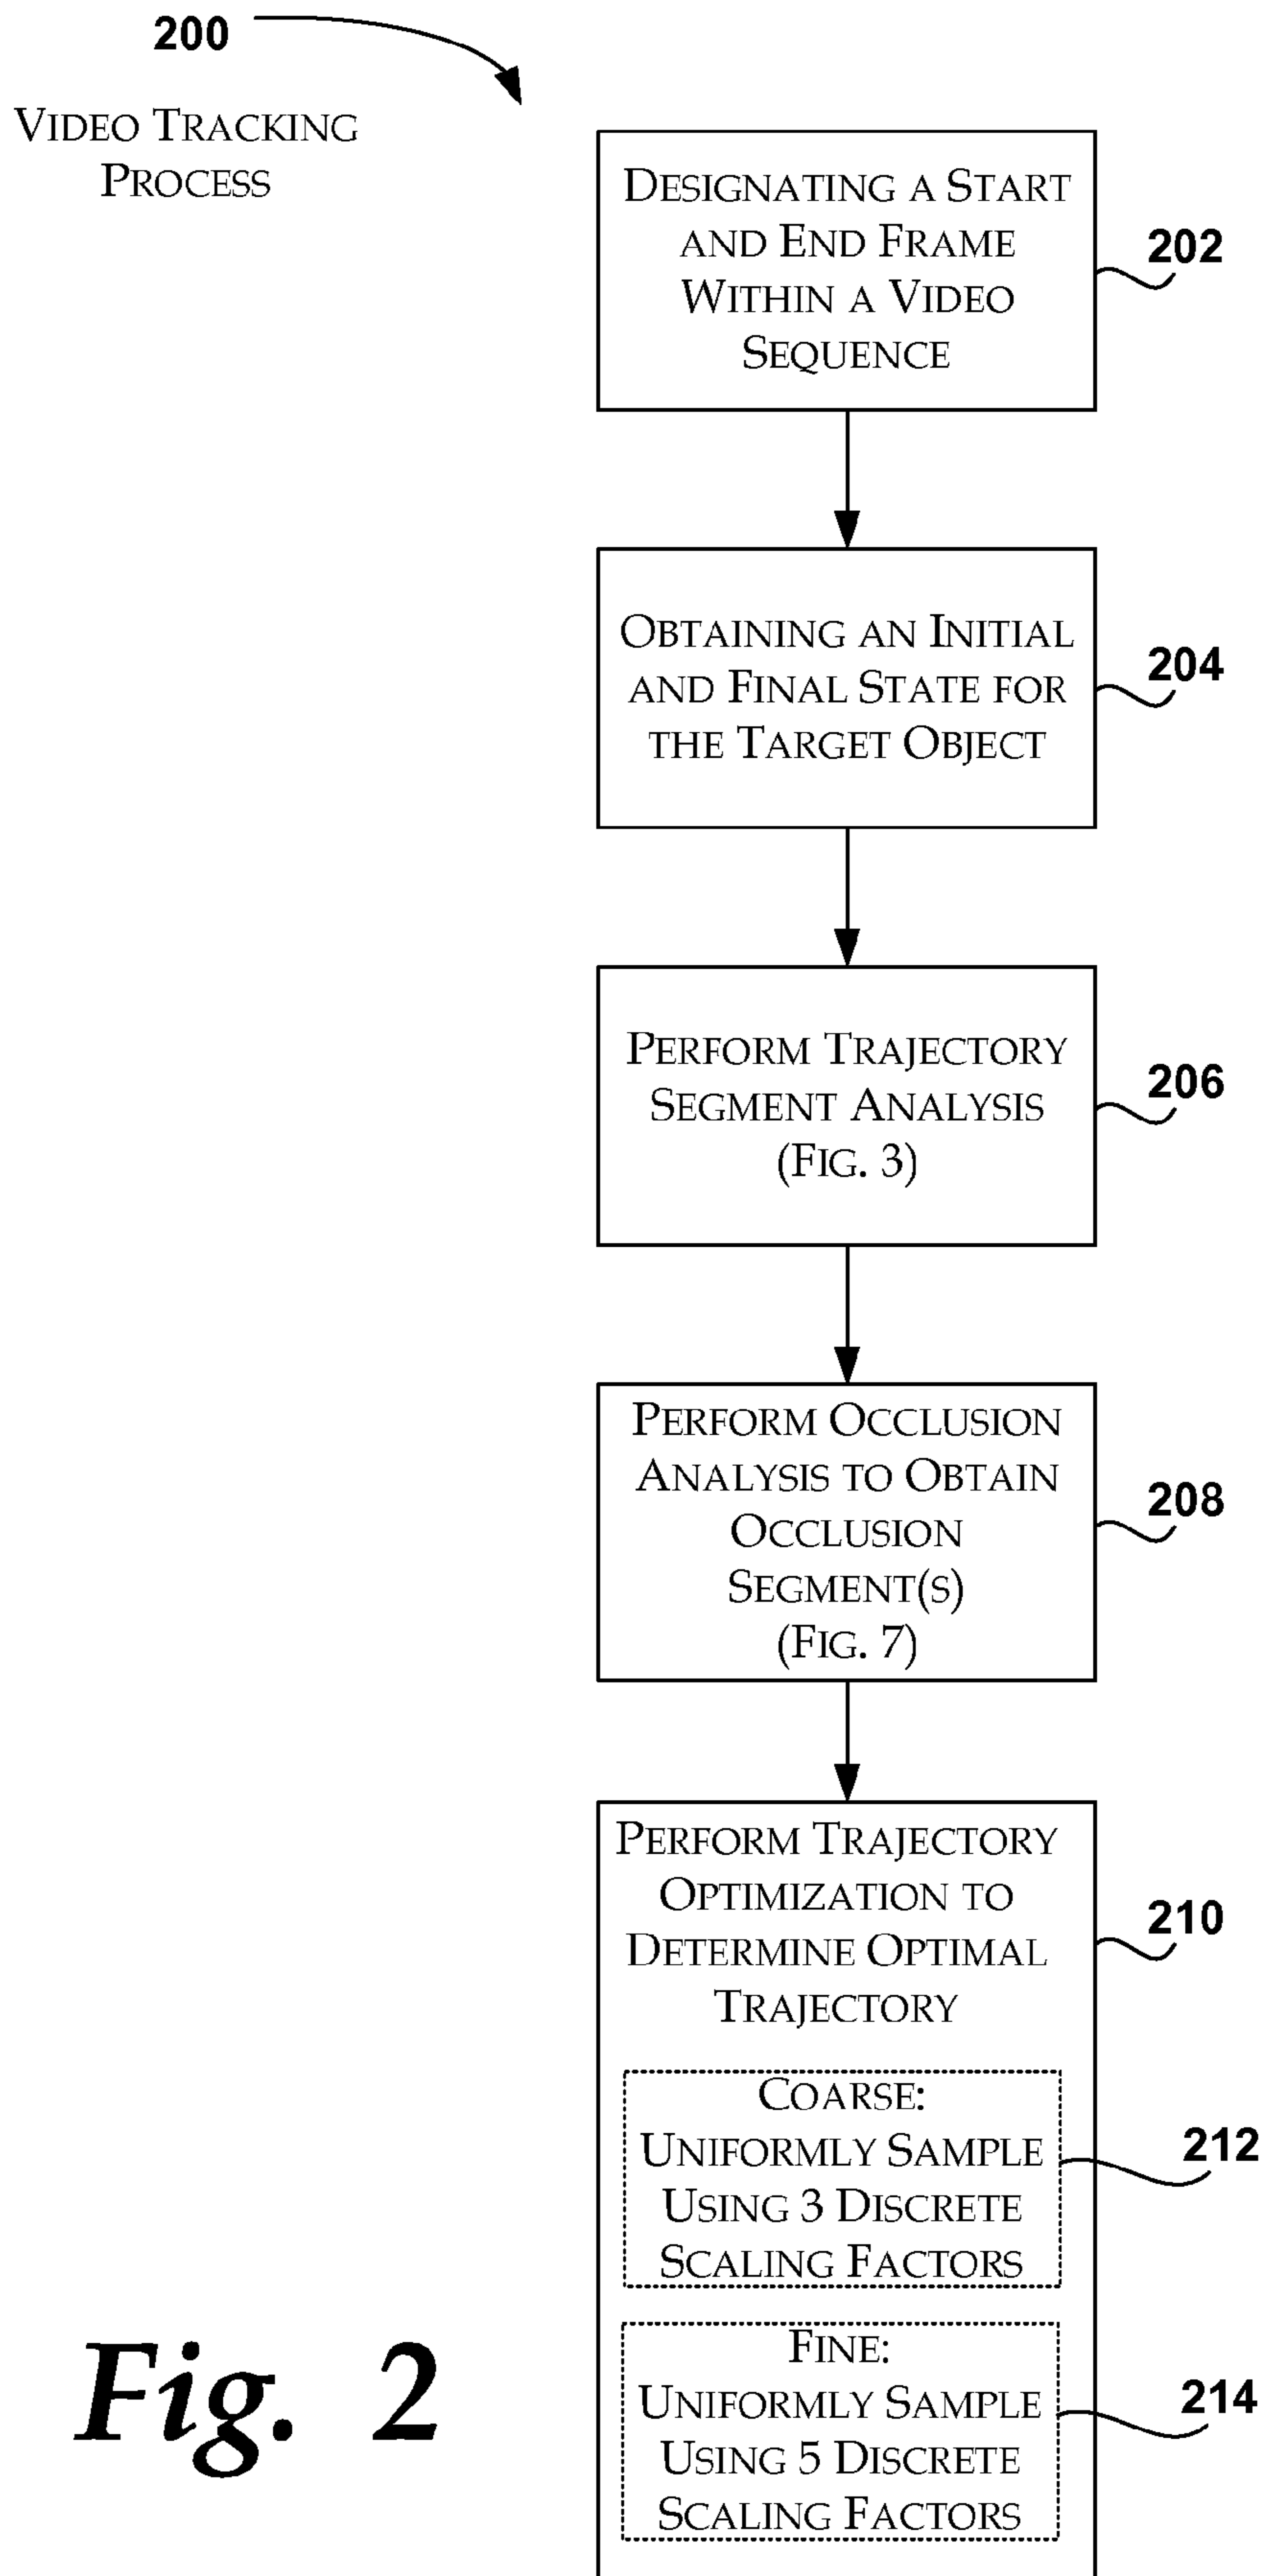 200
VIDEO TRACKING
PROCESS
DESIGNATING A START
AND END FRAME
WITHIN A VIDEO
SEQUENCE
202
OBTAINING AN INITIAL
AND FINAL STATE FOR
THE TARGET OBJECT
204
PERFORM TRAJECTORY
SEGMENT ANALYSIS
(FIG. 3)
206
PERFORM OCCLUSION
ANALYSIS TO OBTAIN
OCCLUSION
SEGMENT(S)
(FIG. 7)
208
PERFORM TRAJECTORY
OPTIMIZATION TO
DETERMINE OPTIMAL
TRAJECTORY
210
COARSE:
UNIFORMLY SAMPLE
USING 3 DISCRETE
SCALING FACTORS
212
FINE:
UNIFORMLY SAMPLE
USING 5 DISCRETE
SCALING FACTORS
214
Fig. 2